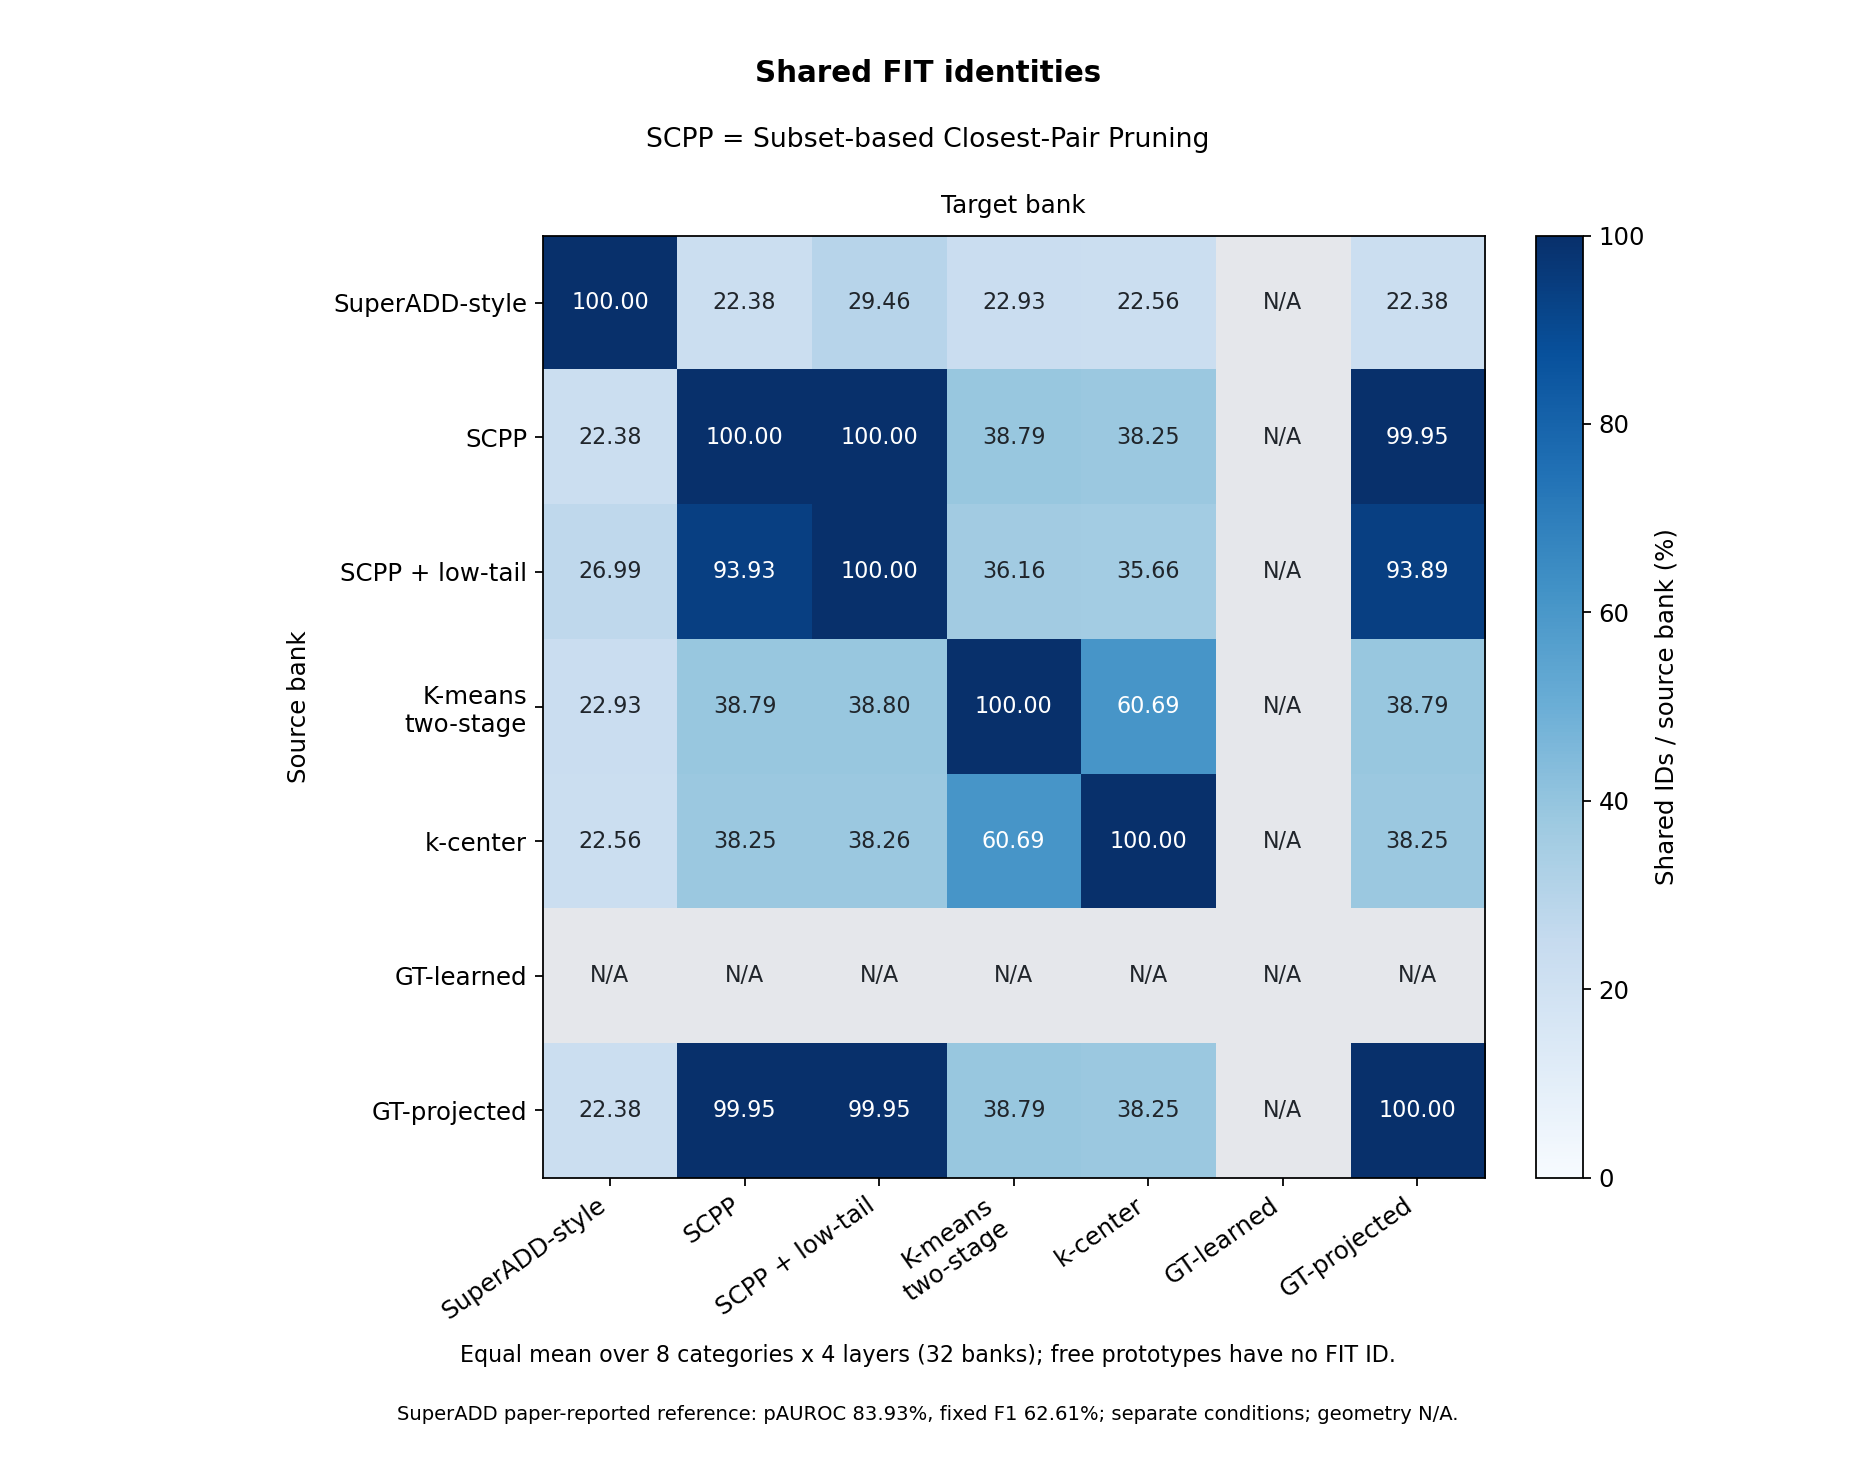 Shared FIT identities
SCPP = Subset-based Closest-Pair Pruning
Target bank
SuperADD-style 100.00 22.38 29.46 22.93 22.56 N/A 22.38
SCPP 22.38 100.00 100.00 38.79 38.25 N/A 99.95
SCPP + low-tail 26.99 93.93 100.00 36.16 35.66 N/A 93.89
K-means
two-stage 22.93 38.79 38.80 100.00 60.69 N/A 38.79
k-center 22.56 38.25 38.26 60.69 100.00 N/A 38.25
GT-learned N/A N/A N/A N/A N/A N/A N/A
GT-projected 22.38 99.95 99.95 38.79 38.25 N/A 100.00
Source bank
SuperADD-style
SCPP
SCPP + low-tail
K-means
two-stage
k-center
GT-learned
GT-projected
100
80
60
40
20
0
Shared IDs / source bank (%)
Equal mean over 8 categories x 4 layers (32 banks); free prototypes have no FIT ID.
SuperADD paper-reported reference: pAUROC 83.93%, fixed F1 62.61%; separate conditions; geometry N/A.